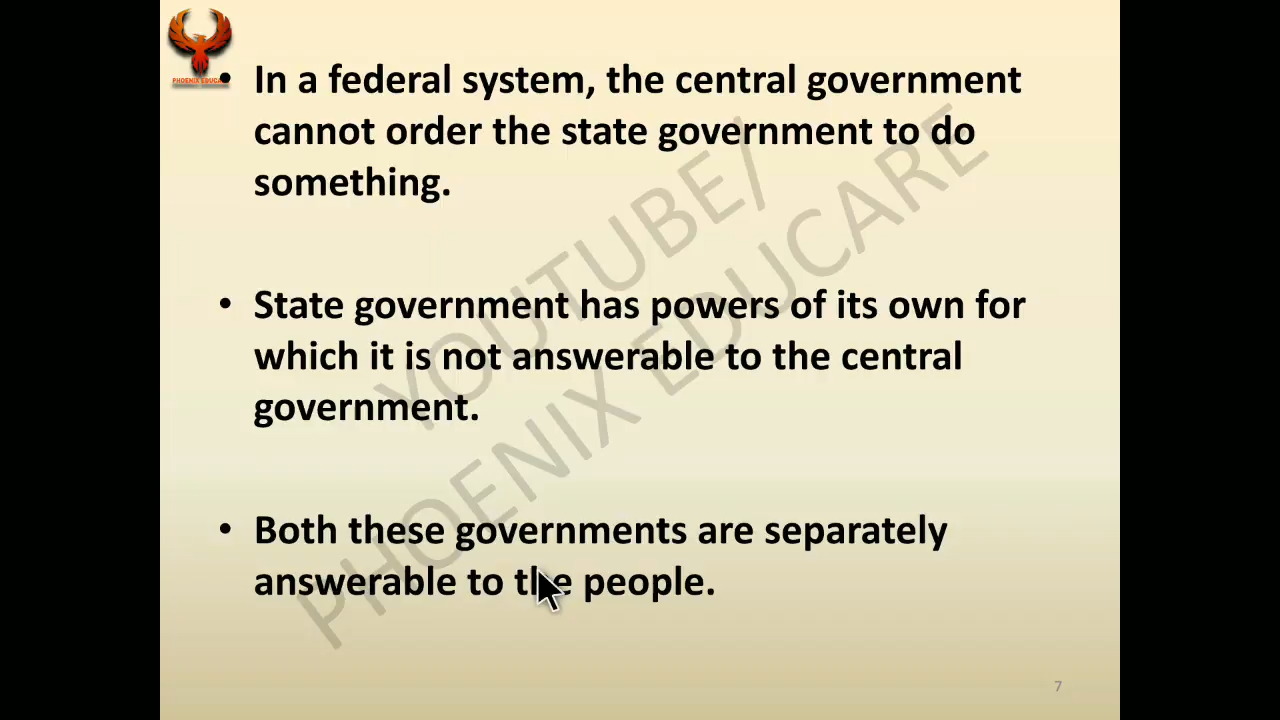 PHOENIX EDUCA
• In a federal system, the central government
cannot order the state government to do
something.
• State government has powers of its own for
which it is not answerable to the central
government.
• Both these governments are separately
answerable to the people.
YOUTUBE/
PHOENIX EDUCARE
7